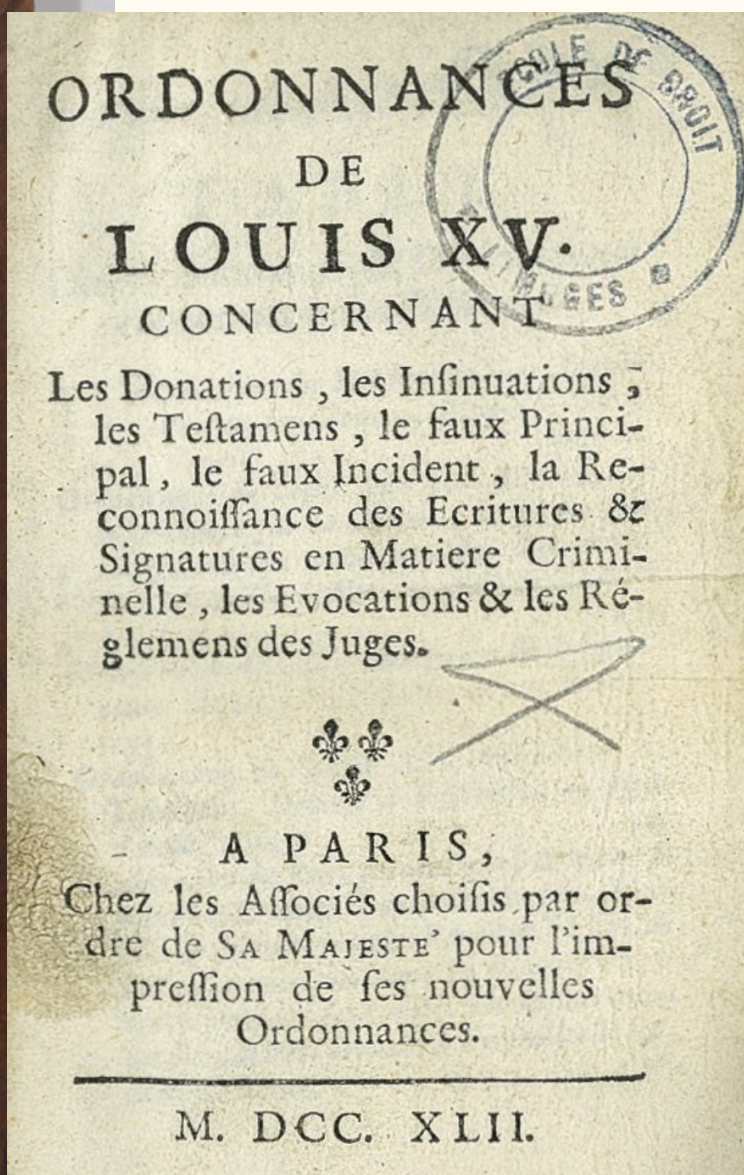 ORDONNANCES
DE
LOUIS XV.
CONCERNANT
Les Donations , les Inſinuations ,
les Teſtamens , le faux Princi-
pal , le faux Incident , la Re-
connoiſſance des Ecritures &
Signatures en Matiere Crimi-
nelle , les Evocations & les Ré-
glemens des Juges.
A PARIS,
Chez les Aſſociés choiſis par or-
dre de SA MAJESTE' pour l'im-
preſſion de ſes nouvelles
Ordonnances.
M. DCC. XLII.
ECOLE DE DROIT
LIMOGES